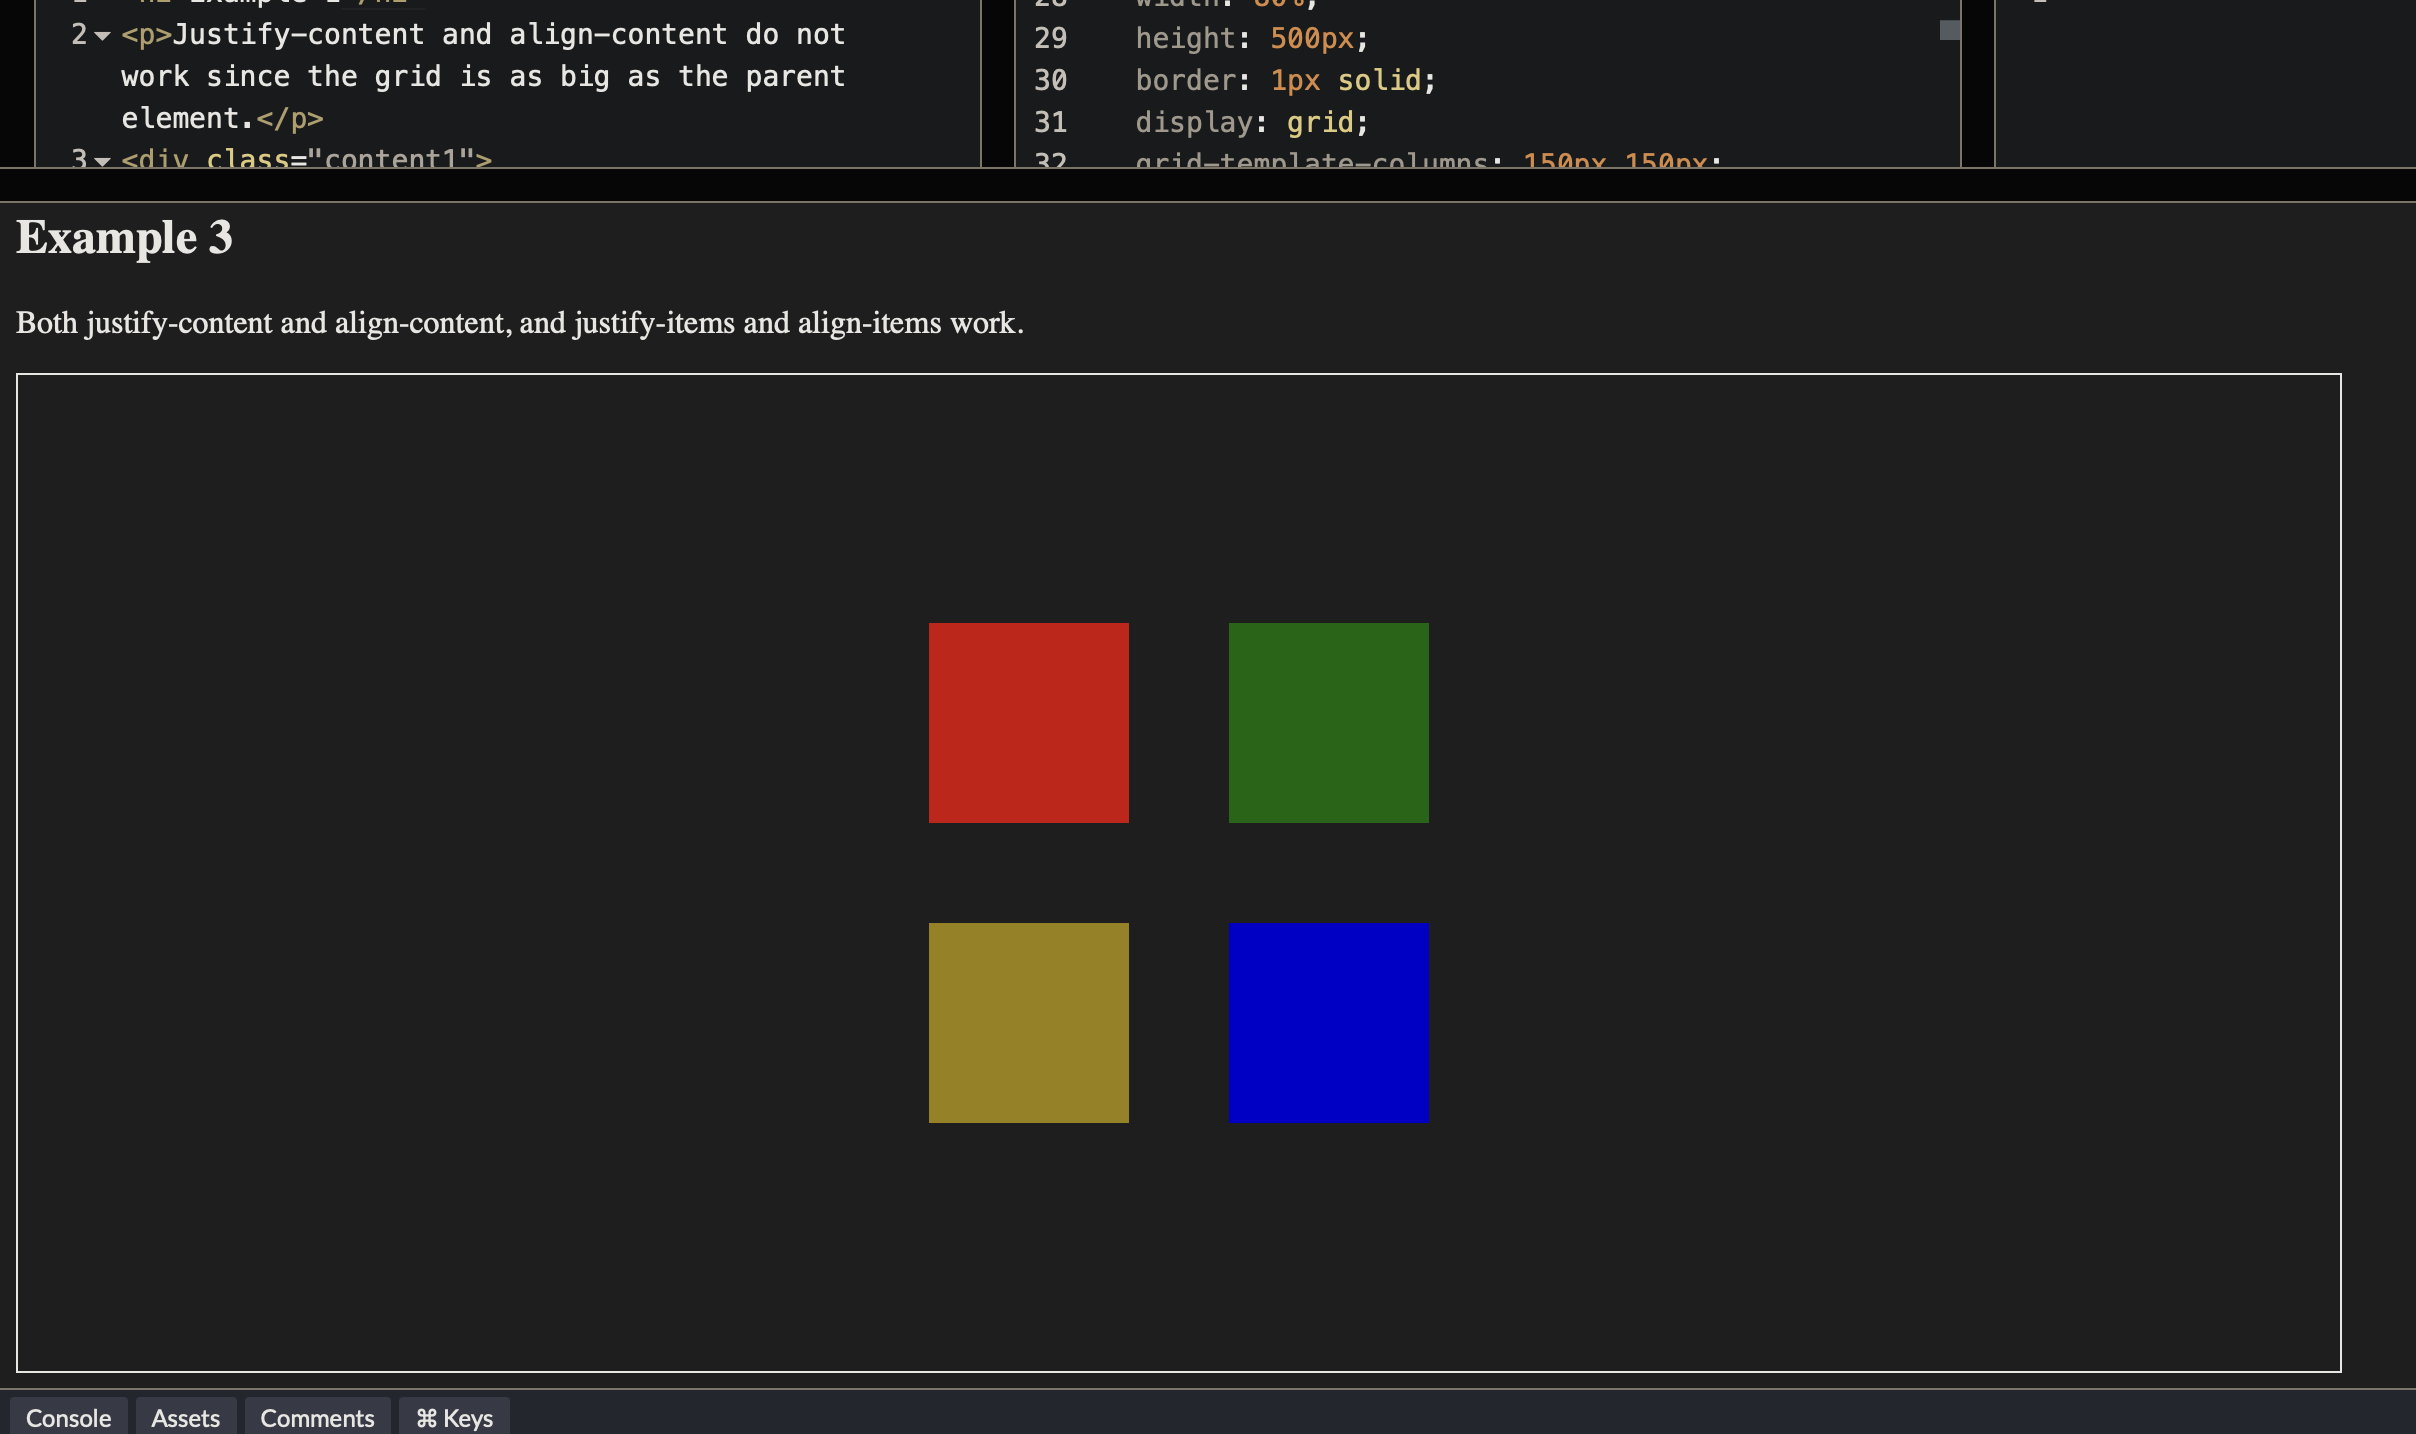 2 <p>Justify-content and align-content do not
work since the grid is as big as the parent
element.</p>
3 <div class="content1">
29 height: 500px;
30 border: 1px solid;
31 display: grid;
32 grid-template-columns: 150px 150px;
Example 3
Both justify-content and align-content, and justify-items and align-items work.
Console Assets Comments ⌘ Keys